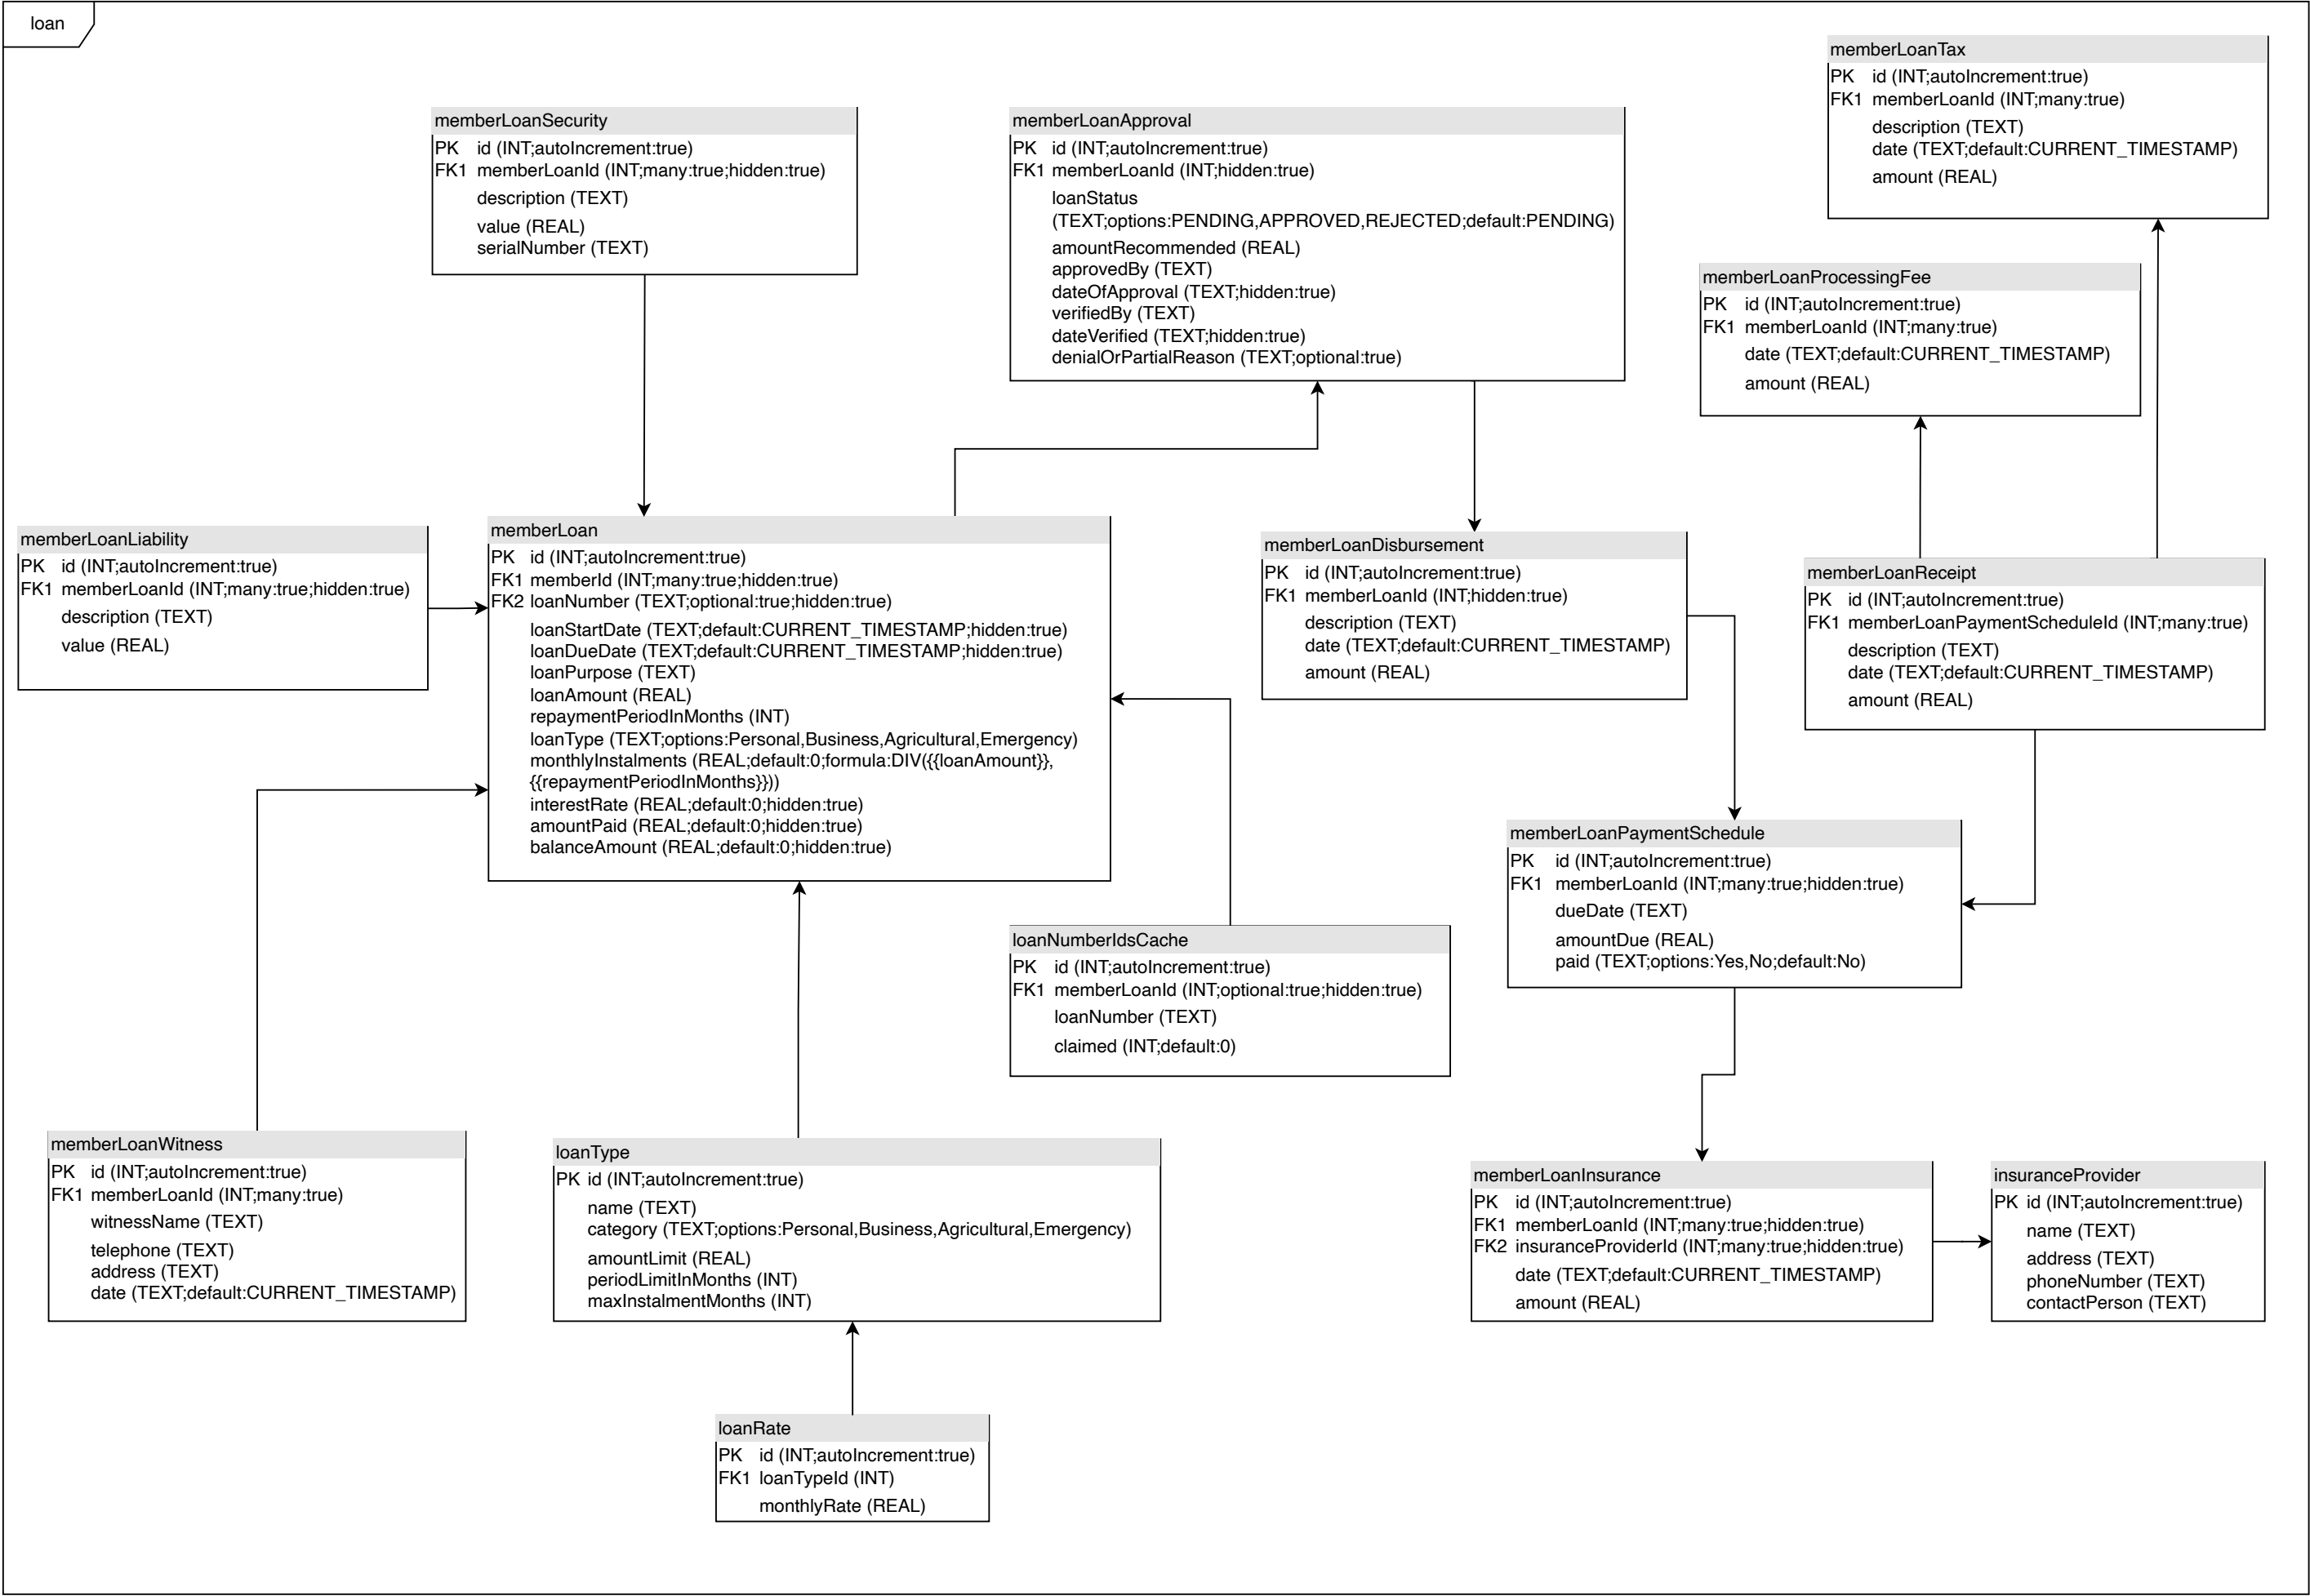 loan
memberLoanTax
PK id (INT;autoIncrement:true)
FK1 memberLoanId (INT;many:true)
description (TEXT)
date (TEXT;default:CURRENT_TIMESTAMP)
amount (REAL)
memberLoanSecurity
PK id (INT;autoIncrement:true)
FK1 memberLoanId (INT;many:true;hidden:true)
description (TEXT)
value (REAL)
serialNumber (TEXT)
memberLoanApproval
PK id (INT;autoIncrement:true)
FK1 memberLoanId (INT;hidden:true)
loanStatus
(TEXT;options:PENDING,APPROVED,REJECTED;default:PENDING)
amountRecommended (REAL)
approvedBy (TEXT)
dateOfApproval (TEXT;hidden:true)
verifiedBy (TEXT)
dateVerified (TEXT;hidden:true)
denialOrPartialReason (TEXT;optional:true)
memberLoanProcessingFee
PK id (INT;autoIncrement:true)
FK1 memberLoanId (INT;many:true)
date (TEXT;default:CURRENT_TIMESTAMP)
amount (REAL)
memberLoanLiability
PK id (INT;autoIncrement:true)
FK1 memberLoanId (INT;many:true;hidden:true)
description (TEXT)
value (REAL)
memberLoan
PK id (INT;autoIncrement:true)
FK1 memberId (INT;many:true;hidden:true)
FK2 loanNumber (TEXT;optional:true;hidden:true)
loanStartDate (TEXT;default:CURRENT_TIMESTAMP;hidden:true)
loanDueDate (TEXT;default:CURRENT_TIMESTAMP;hidden:true)
loanPurpose (TEXT)
loanAmount (REAL)
repaymentPeriodInMonths (INT)
loanType (TEXT;options:Personal,Business,Agricultural,Emergency)
monthlyInstalments (REAL;default:0;formula:DIV({{loanAmount}},
{{repaymentPeriodInMonths}}))
interestRate (REAL;default:0;hidden:true)
amountPaid (REAL;default:0;hidden:true)
balanceAmount (REAL;default:0;hidden:true)
memberLoanDisbursement
PK id (INT;autoIncrement:true)
FK1 memberLoanId (INT;hidden:true)
description (TEXT)
date (TEXT;default:CURRENT_TIMESTAMP)
amount (REAL)
memberLoanReceipt
PK id (INT;autoIncrement:true)
FK1 memberLoanPaymentScheduleId (INT;many:true)
description (TEXT)
date (TEXT;default:CURRENT_TIMESTAMP)
amount (REAL)
memberLoanPaymentSchedule
PK id (INT;autoIncrement:true)
FK1 memberLoanId (INT;many:true;hidden:true)
dueDate (TEXT)
amountDue (REAL)
paid (TEXT;options:Yes,No;default:No)
loanNumberIdsCache
PK id (INT;autoIncrement:true)
FK1 memberLoanId (INT;optional:true;hidden:true)
loanNumber (TEXT)
claimed (INT;default:0)
memberLoanWitness
PK id (INT;autoIncrement:true)
FK1 memberLoanId (INT;many:true)
witnessName (TEXT)
telephone (TEXT)
address (TEXT)
date (TEXT;default:CURRENT_TIMESTAMP)
loanType
PK id (INT;autoIncrement:true)
name (TEXT)
category (TEXT;options:Personal,Business,Agricultural,Emergency)
amountLimit (REAL)
periodLimitInMonths (INT)
maxInstalmentMonths (INT)
memberLoanInsurance
PK id (INT;autoIncrement:true)
FK1 memberLoanId (INT;many:true;hidden:true)
FK2 insuranceProviderId (INT;many:true;hidden:true)
date (TEXT;default:CURRENT_TIMESTAMP)
amount (REAL)
insuranceProvider
PK id (INT;autoIncrement:true)
name (TEXT)
address (TEXT)
phoneNumber (TEXT)
contactPerson (TEXT)
loanRate
PK id (INT;autoIncrement:true)
FK1 loanTypeId (INT)
monthlyRate (REAL)